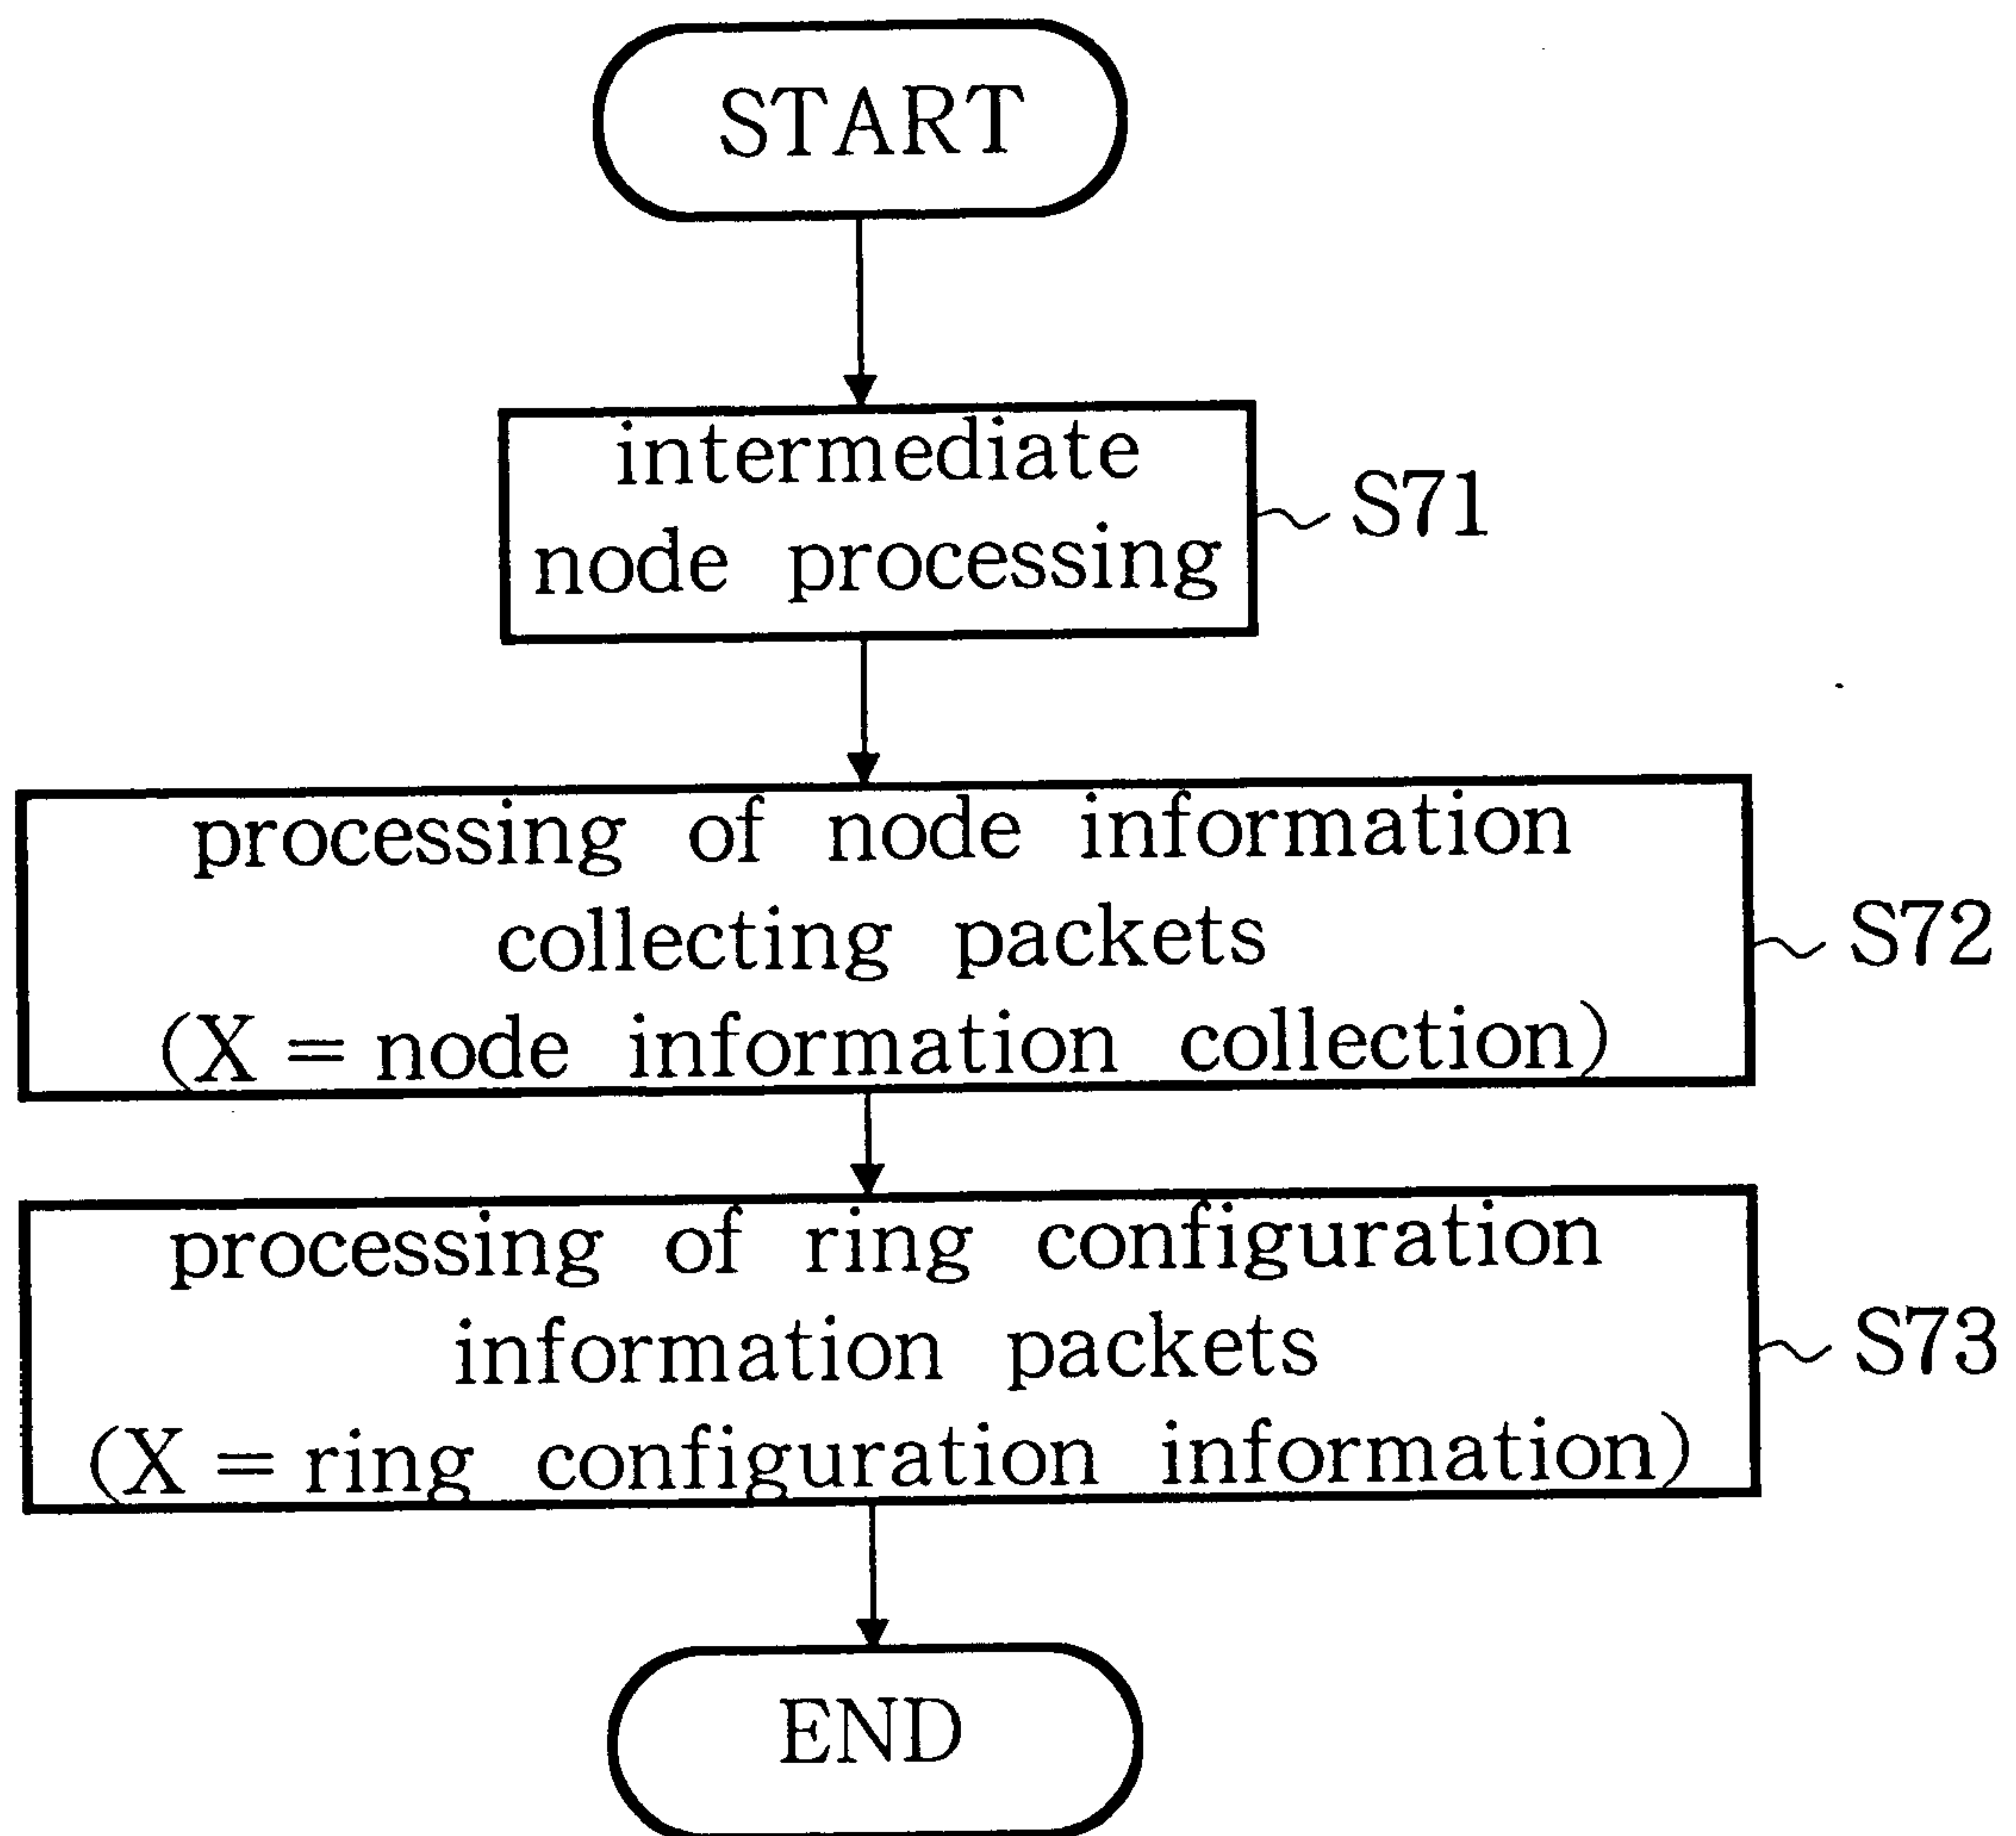 START
intermediate
node processing
S71
processing of node information
collecting packets
(X = node information collection)
S72
processing of ring configuration
information packets
(X = ring configuration information)
S73
END